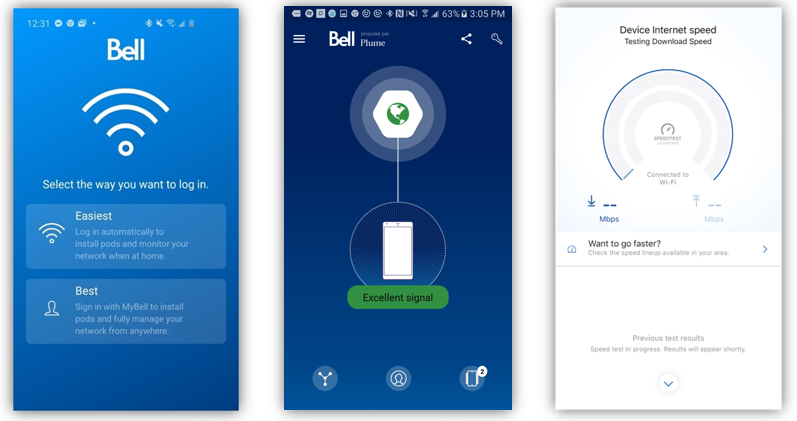 12:31
Bell
Select the way you want to log in.
Easiest
Log in automatically to
install pods and monitor your
network when at home.
Best
Sign in with MyBell to install
pods and fully manage your
network from anywhere.
63% 3:05 PM
Bell propulsé par
Plume
Excellent signal
2
Device Internet speed
Testing Download Speed
SPEEDTEST
powered
Connected to
Wi-Fi
-- --
Mbps Mbps
Want to go faster?
Check the speed lineup available in your area.
Previous test results
Speed test in progress. Results will appear shortly.